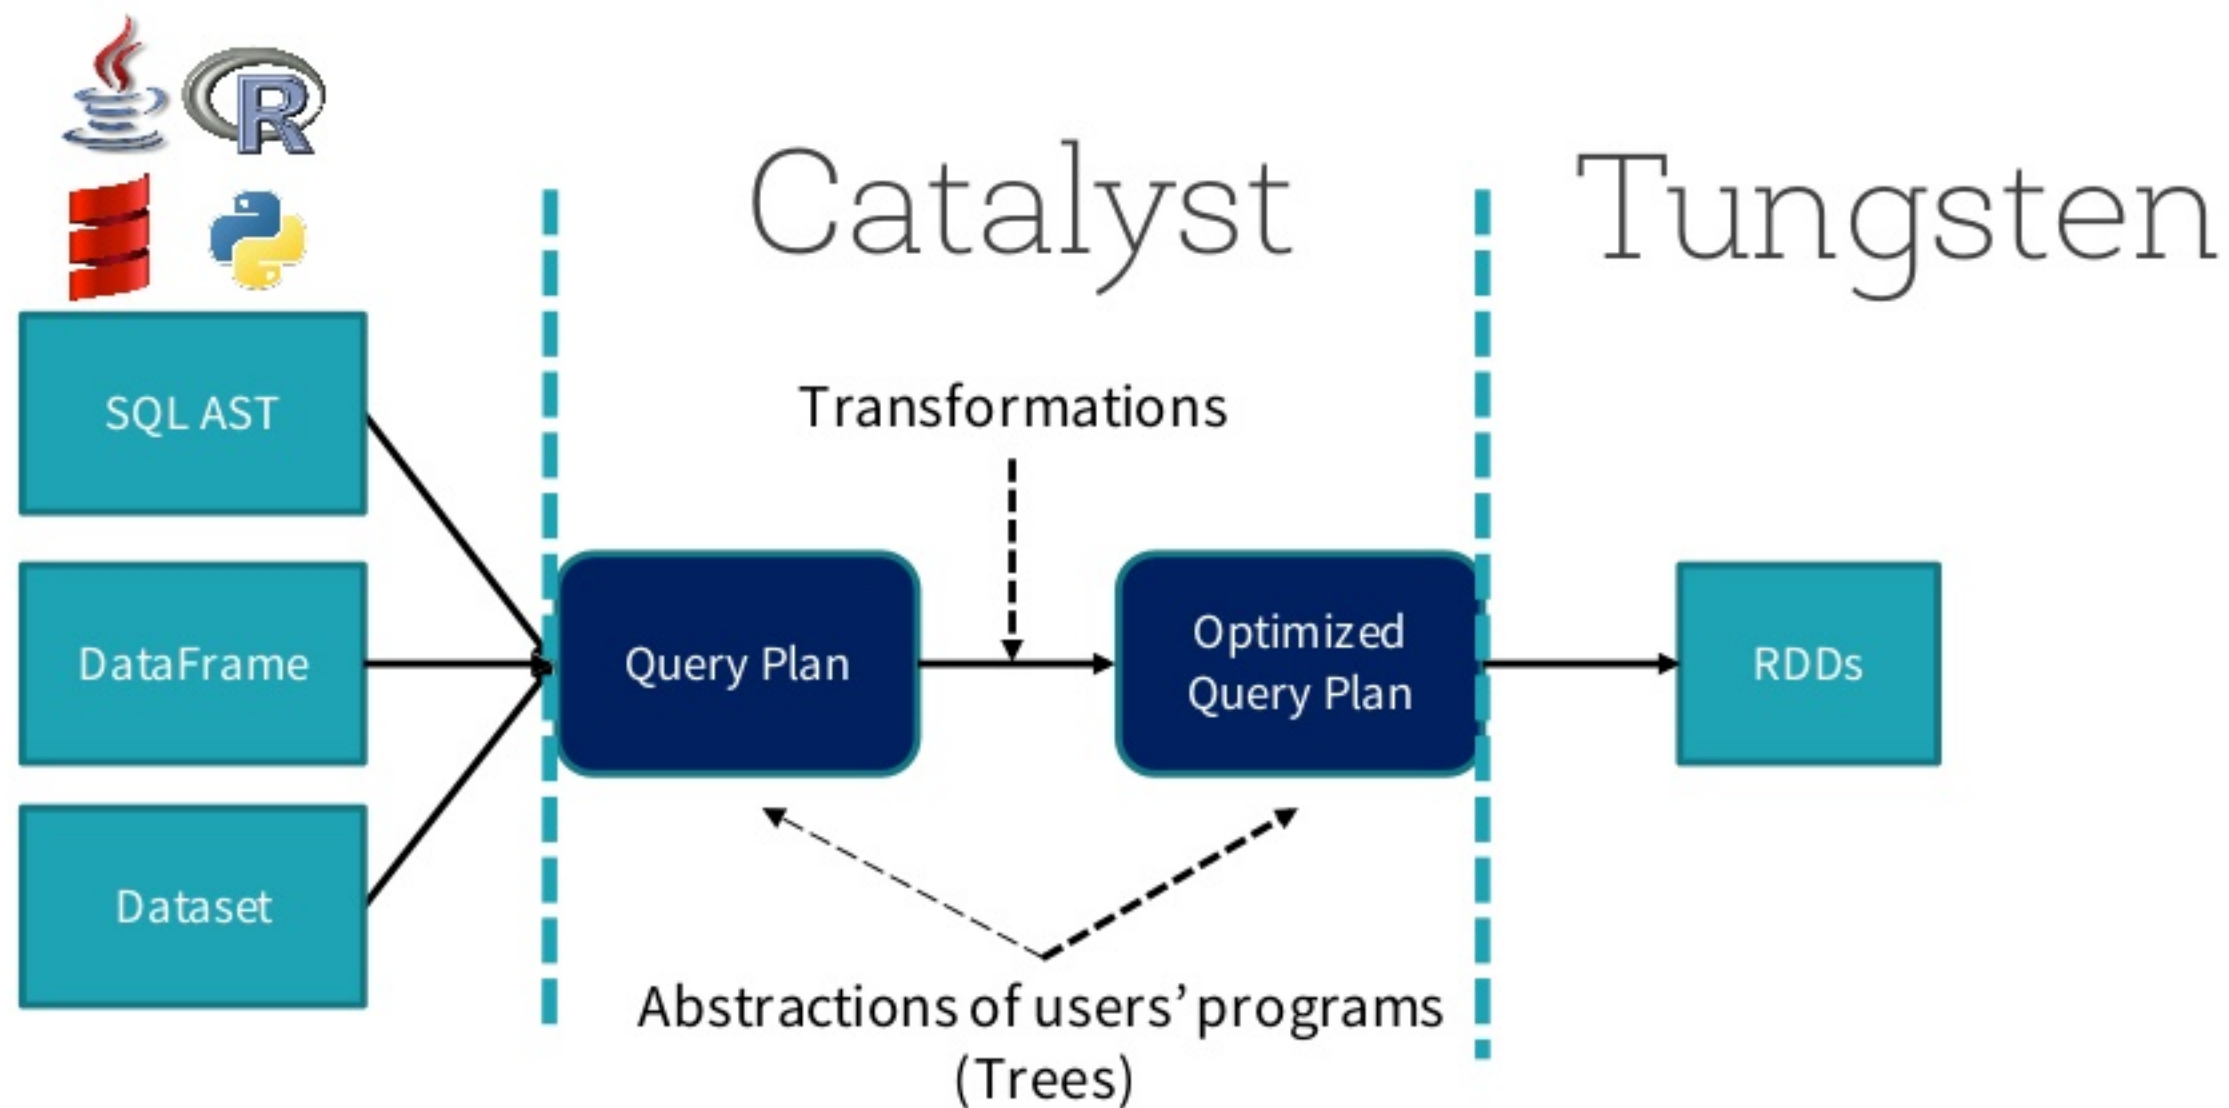 R
Catalyst
Tungsten
SQL AST
Transformations
DataFrame
Query Plan
Optimized
Query Plan
RDDs
Dataset
Abstractions of users’ programs
(Trees)